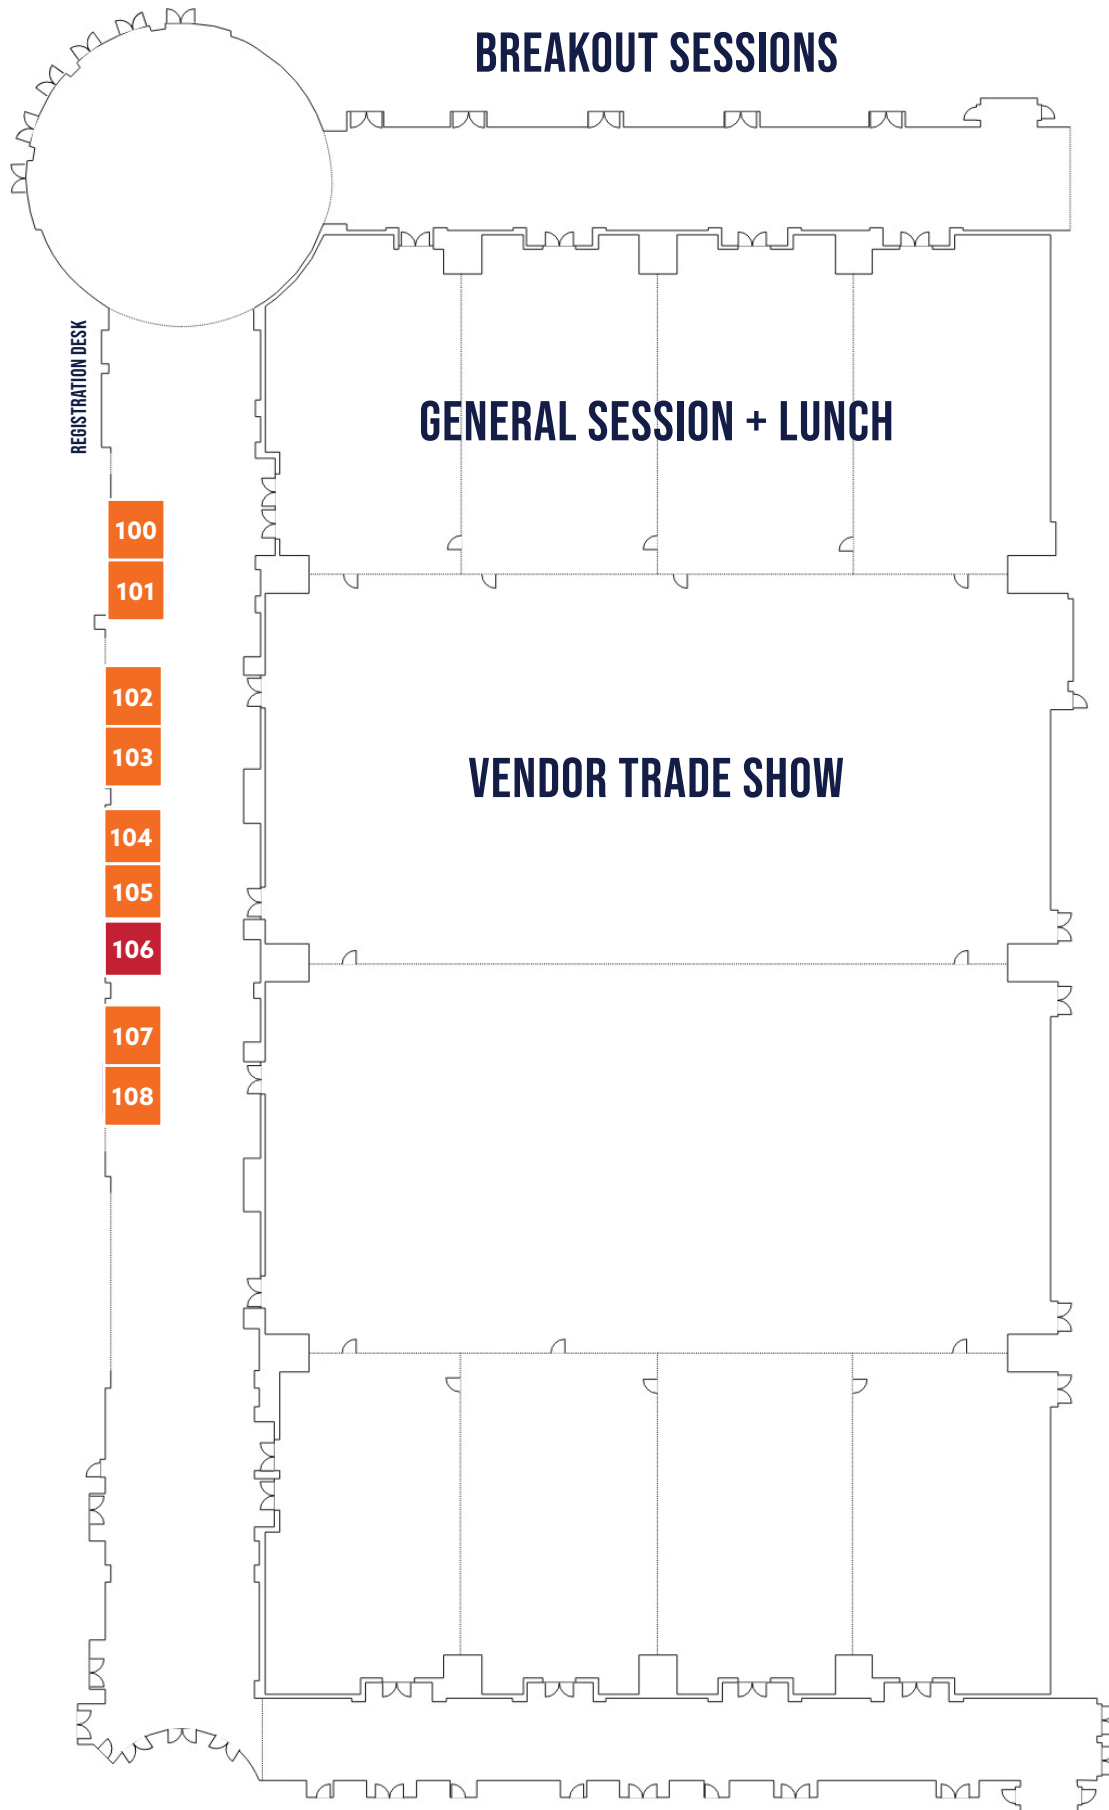 BREAKOUT SESSIONS
REGISTRATION DESK
GENERAL SESSION + LUNCH
100
101
102
103
VENDOR TRADE SHOW
104
105
106
107
108